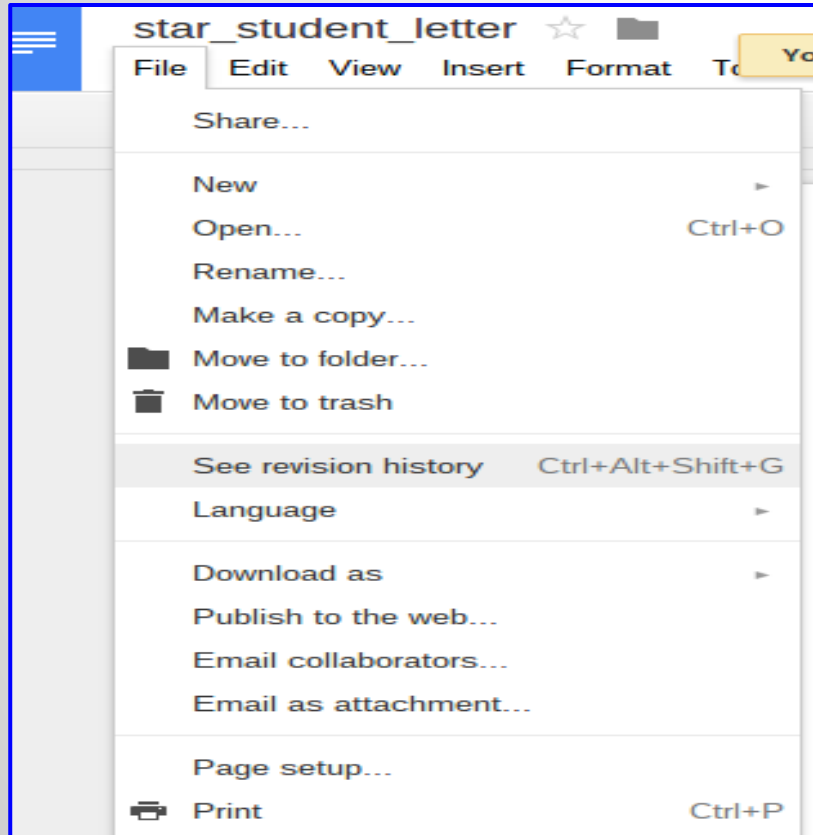 star_student_letter
File Edit View Insert Format To Yo
Share...
New
Open... Ctrl+O
Rename...
Make a copy...
Move to folder...
Move to trash
See revision history Ctrl+Alt+Shift+G
Language
Download as
Publish to the web...
Email collaborators...
Email as attachment...
Page setup...
Print Ctrl+P